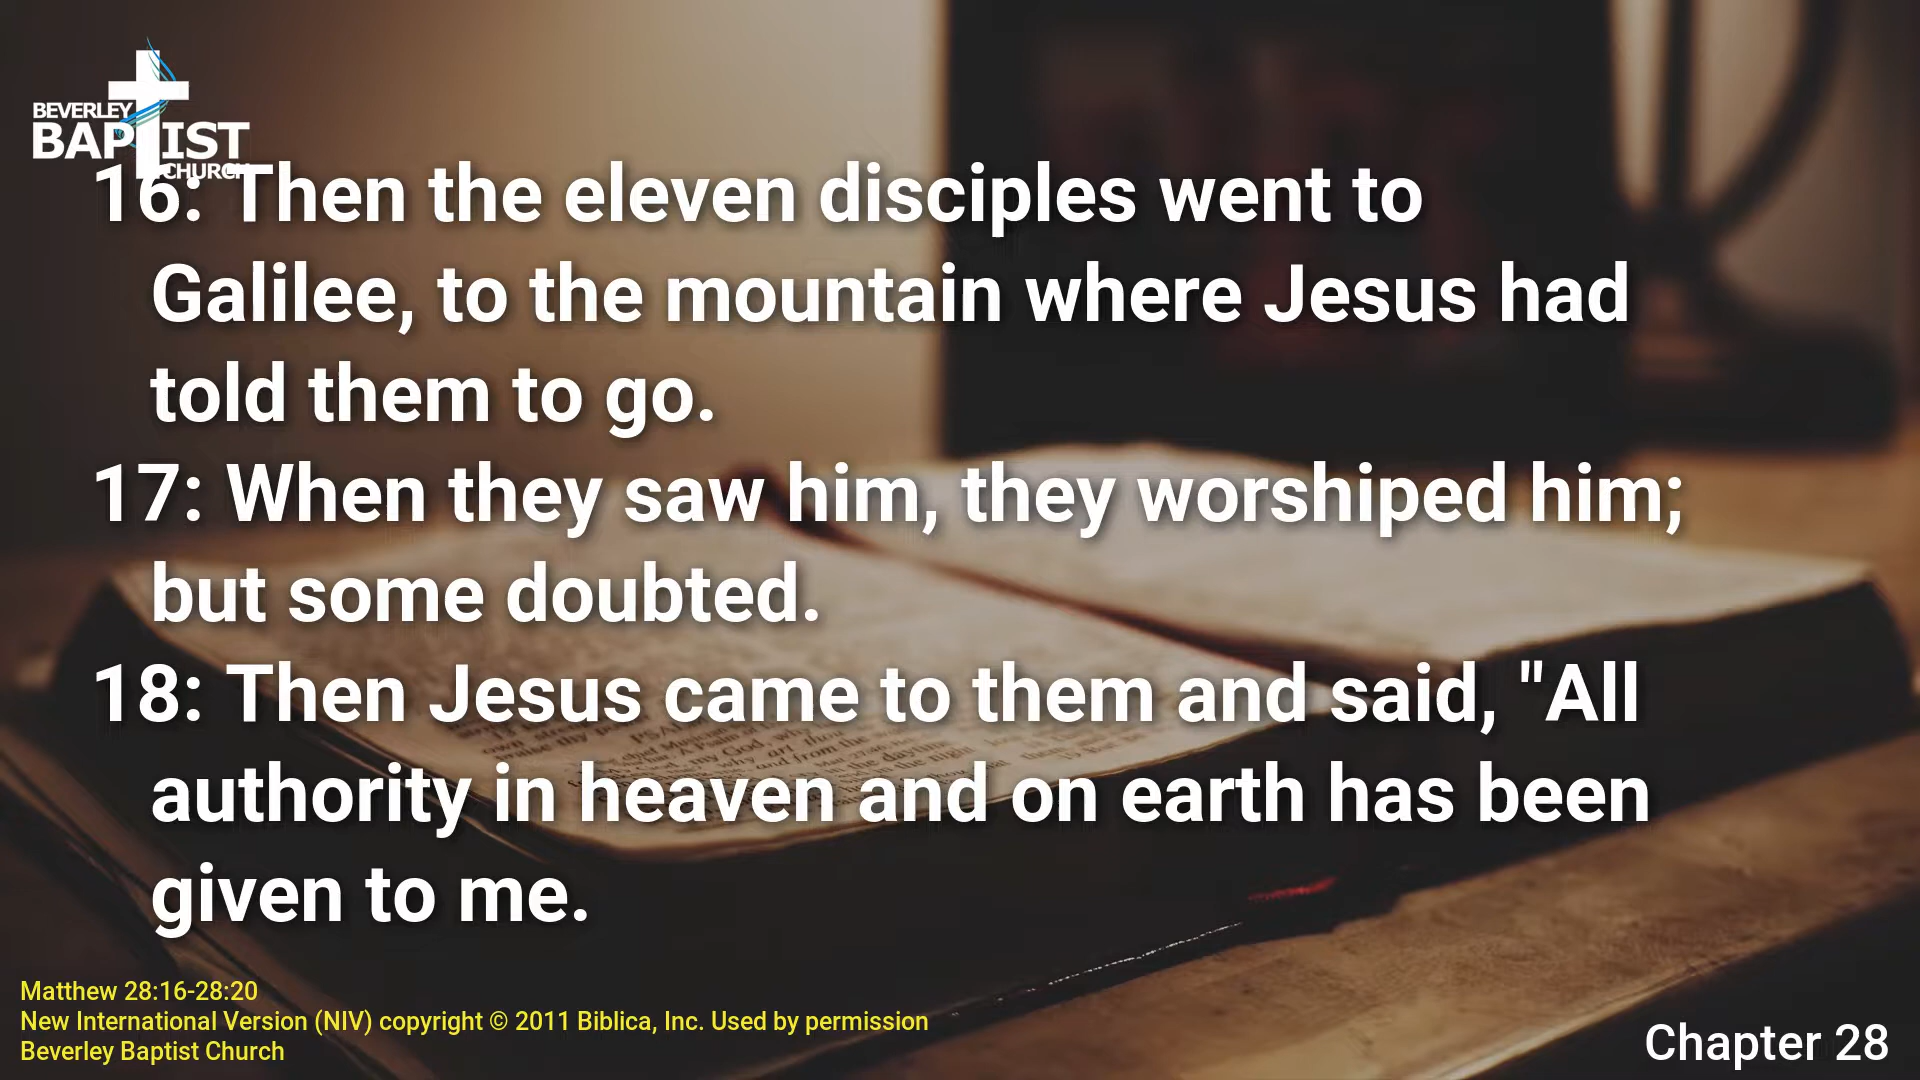 BEVERLEY
BAPTIST
CHURCH
16: Then the eleven disciples went to
Galilee, to the mountain where Jesus had
told them to go.
17: When they saw him, they worshiped him;
but some doubted.
18: Then Jesus came to them and said, "All
authority in heaven and on earth has been
given to me.
Matthew 28:16-28:20
New International Version (NIV) copyright © 2011 Biblica, Inc. Used by permission
Beverley Baptist Church
Chapter 28